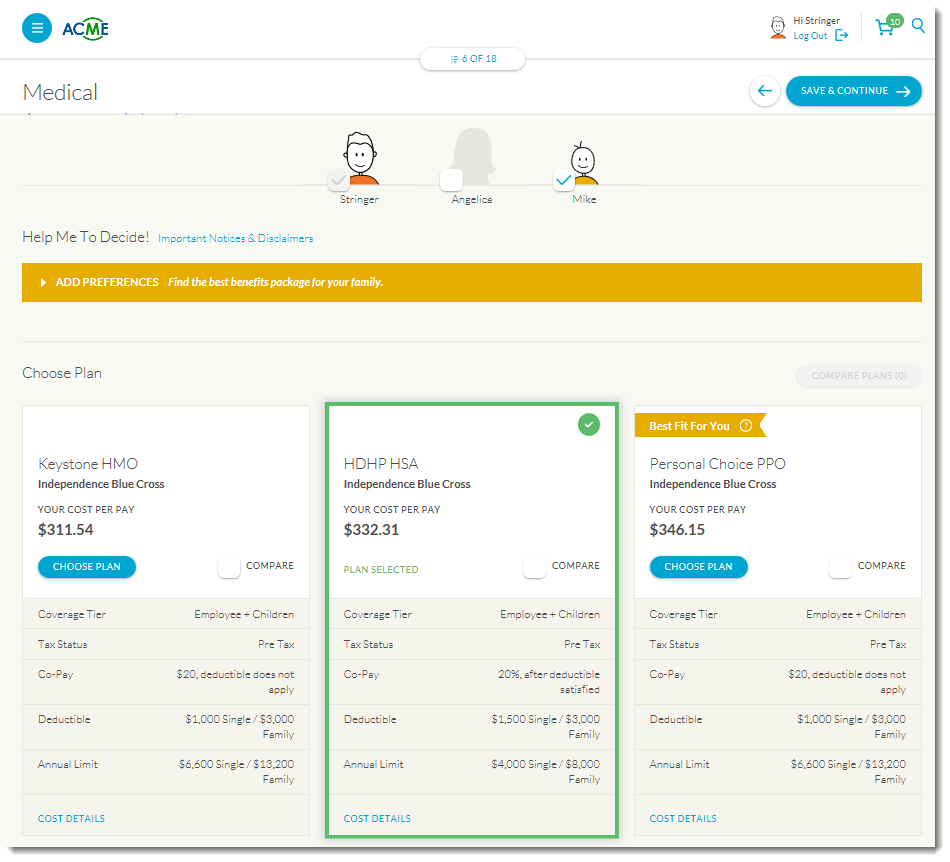 ACME
Hi Stringer
Log Out
10
6 OF 18
Medical
SAVE & CONTINUE
Stringer
Angelica
Mike
Help Me To Decide! Important Notices & Disclaimers
ADD PREFERENCES Find the best benefits package for your family.
Choose Plan
COMPARE PLANS (0)
Keystone HMO
Independence Blue Cross
YOUR COST PER PAY
$311.54
CHOOSE PLAN
COMPARE
Coverage Tier Employee + Children
Tax Status Pre Tax
Co-Pay $20, deductible does not
apply
Deductible $1,000 Single / $3,000
Family
Annual Limit $6,600 Single / $13,200
Family
COST DETAILS
HDHP HSA
Independence Blue Cross
YOUR COST PER PAY
$332.31
PLAN SELECTED
COMPARE
Coverage Tier Employee + Children
Tax Status Pre Tax
Co-Pay 20%, after deductible
satisfied
Deductible $1,500 Single / $3,000
Family
Annual Limit $4,000 Single / $8,000
Family
COST DETAILS
Best Fit For You ?
Personal Choice PPO
Independence Blue Cross
YOUR COST PER PAY
$346.15
CHOOSE PLAN
COMPARE
Coverage Tier Employee + Children
Tax Status Pre Tax
Co-Pay $20, deductible does not
apply
Deductible $1,000 Single / $3,000
Family
Annual Limit $6,600 Single / $13,200
Family
COST DETAILS